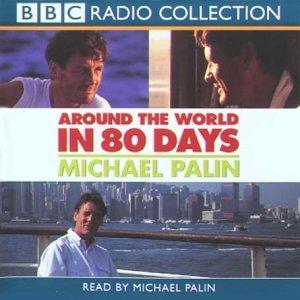 BBC RADIO COLLECTION
AROUND THE WORLD
IN 80 DAYS
MICHAEL PALIN
READ BY MICHAEL PALIN